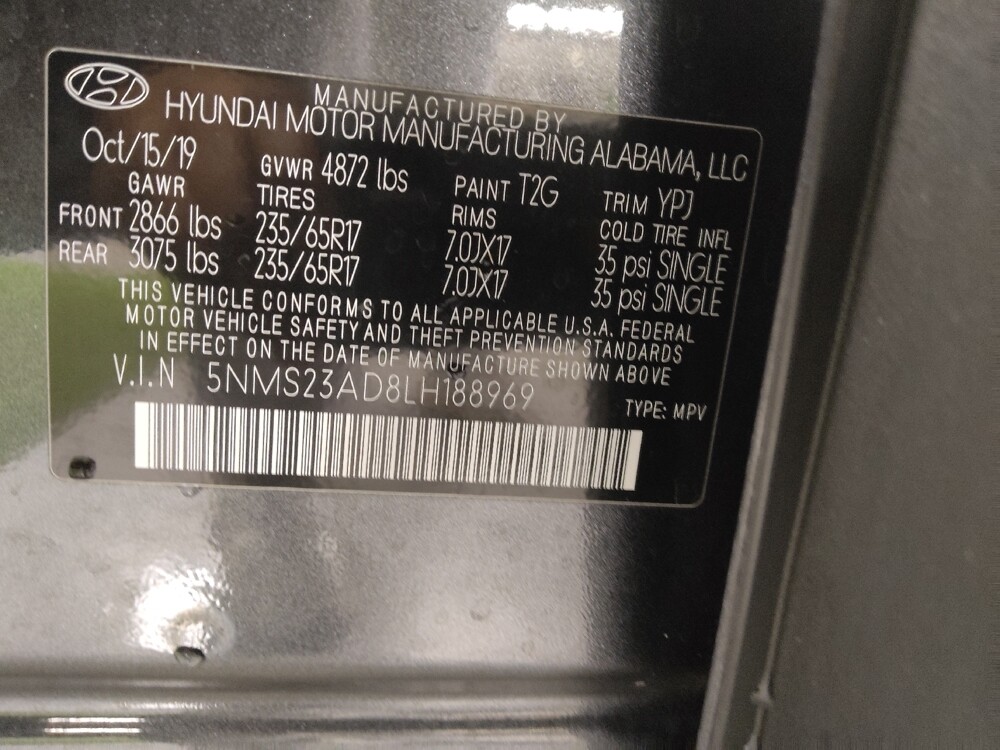 MANUFACTURED BY
HYUNDAI MOTOR MANUFACTURING ALABAMA, LLC
Oct/15/19 GVWR 4872 lbs PAINT T2G TRIM YPJ
GAWR TIRES RIMS COLD TIRE INFL
FRONT 2866 lbs 235/65R17 7.0JX17 35 psi SINGLE
REAR 3075 lbs 235/65R17 7.0JX17 35 psi SINGLE
THIS VEHICLE CONFORMS TO ALL APPLICABLE U.S.A. FEDERAL
MOTOR VEHICLE SAFETY AND THEFT PREVENTION STANDARDS
IN EFFECT ON THE DATE OF MANUFACTURE SHOWN ABOVE
V.I.N 5NMS23AD8LH188969 TYPE: MPV